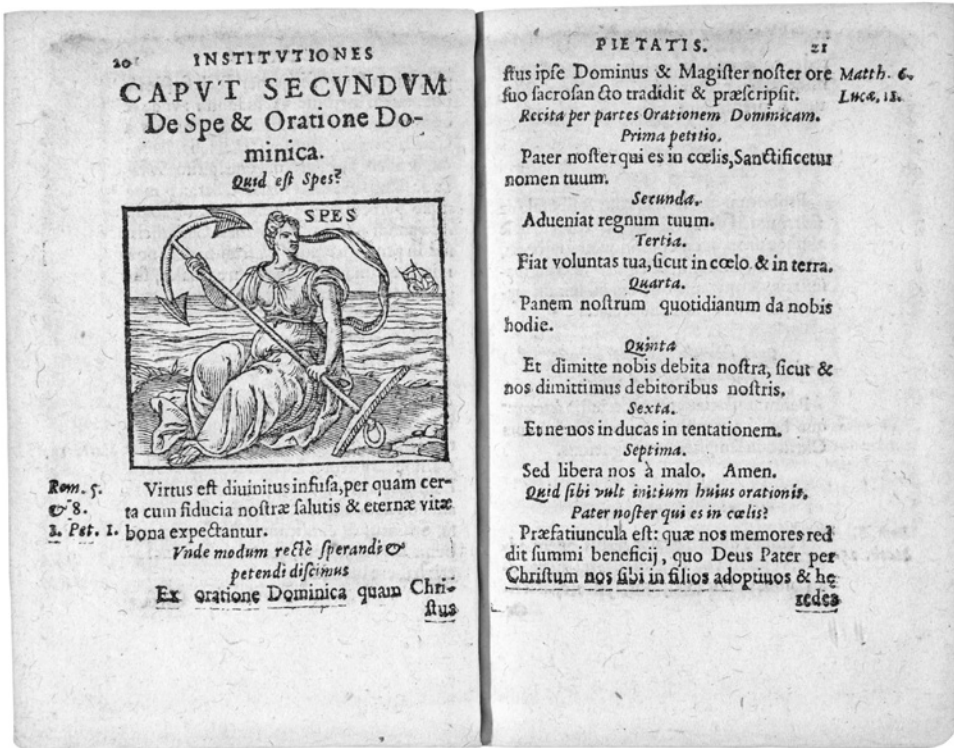 20 INSTITVTIONES
CAPVT SECVNDVM
De Spe & Oratione Do-
minica.
Quid eſt Spes?
SPES
Rom. 5. Virtus eſt diuinitus infuſa, per quam cer-
& 8. ta cum fiducia noſtræ ſalutis & eternæ vitæ
1. Pet. 1. bona expectantur.
Vnde modum rectè ſperandi &
petendi diſcimus
Ex oratione Dominica quam Chri-
ſtus
PIETATIS. 21
ſtus ipſe Dominus & Magiſter noſter ore Matth. 6.
ſuo ſacroſan cto tradidit & præſcripſit. Lucæ, 18.
Recita per partes Orationem Dominicam.
Prima petitio.
Pater noſter qui es in cœlis, Sanctificetur
nomen tuum.
Secunda.
Adueniat regnum tuum.
Tertia.
Fiat voluntas tua, ſicut in cœlo & in terra.
Quarta.
Panem noſtrum quotidianum da nobis
hodie.
Quinta
Et dimitte nobis debita noſtra, ſicut &
nos dimittimus debitoribus noſtris.
Sexta.
Et ne nos inducas in tentationem.
Septima.
Sed libera nos à malo. Amen.
Quid ſibi vult initium huius orationis.
Pater noſter qui es in cœlis?
Præfatiuncula eſt: quæ nos memores red
dit ſummi beneficij, quo Deus Pater per
Chriſtum nos ſibi in filios adoptiuos & hę
redes